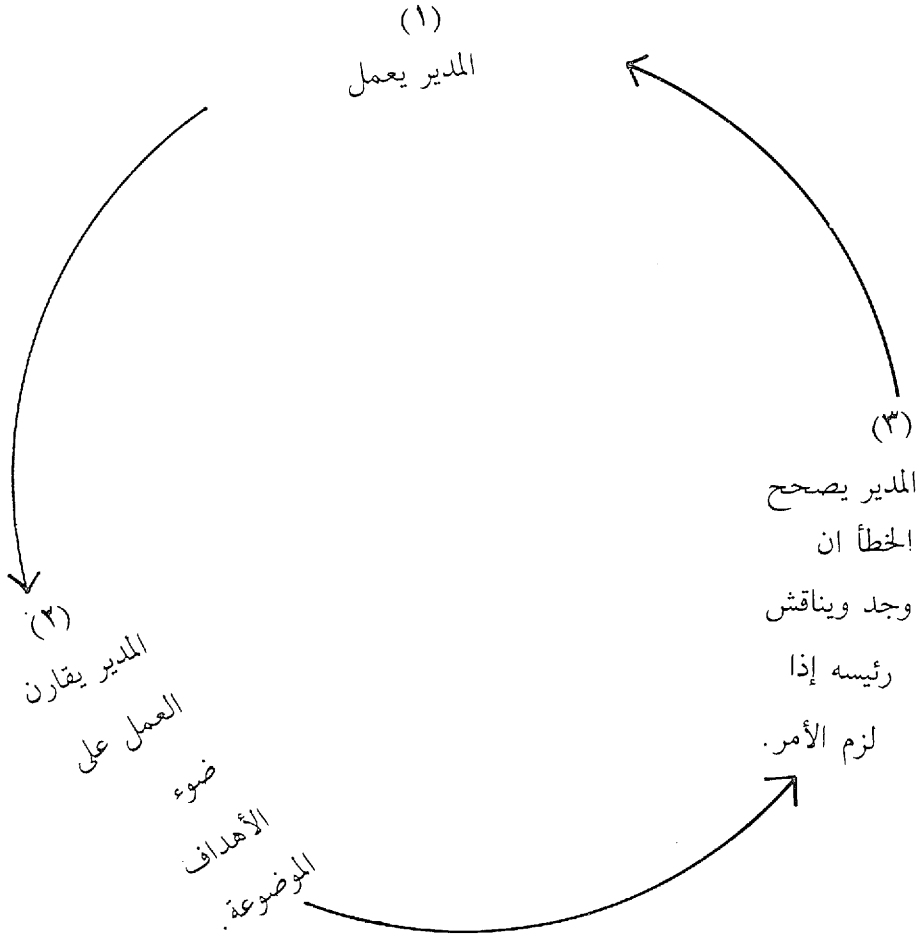 (١)
المدير يعمل
(٢)
المدير يقارن
العمل على
ضوء
الأهداف
الموضوعة.
(٣)
المدير يصحح
الخطأ ان
وجد ويناقش
رئيسه إذا
لزم الأمر.